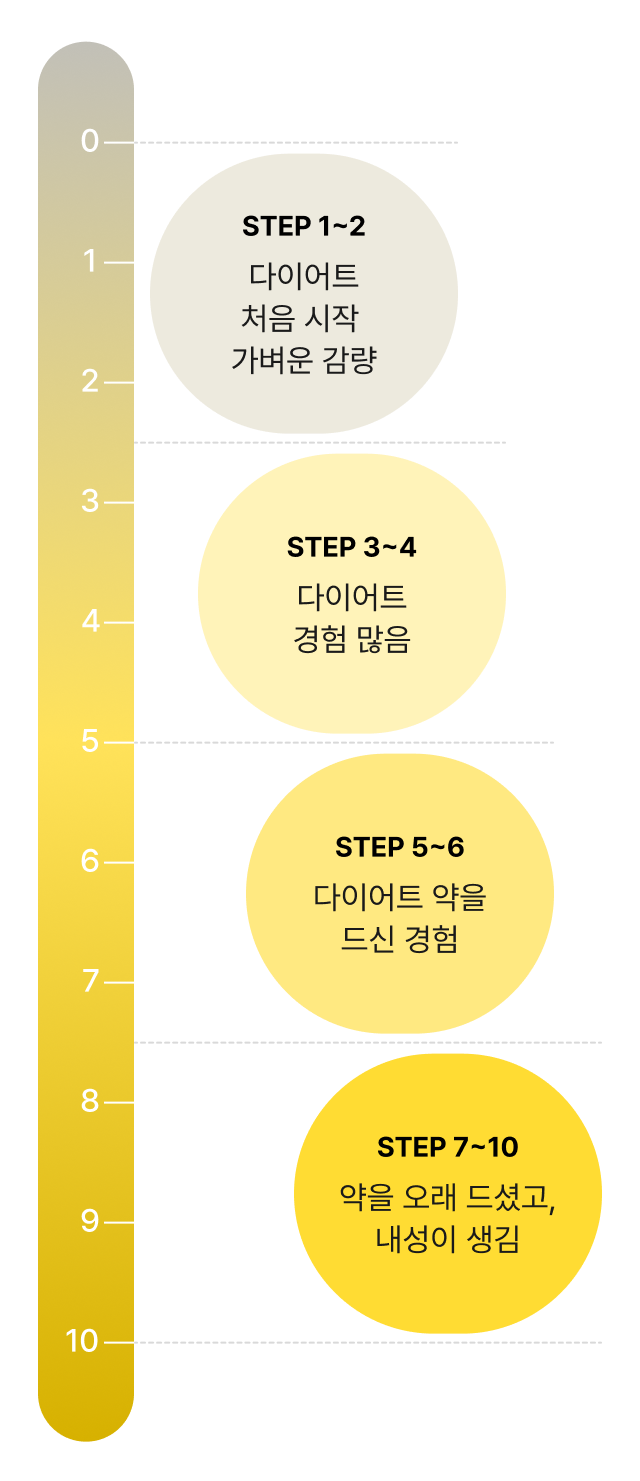 0
STEP 1~2
1
다이어트
처음 시작
가벼운 감량
2
3
STEP 3~4
다이어트
4
경험 많음
5
STEP 5~6
6
다이어트 약을
드신 경험
7
8
STEP 7~10
약을 오래 드셨고,
9
내성이 생김
10